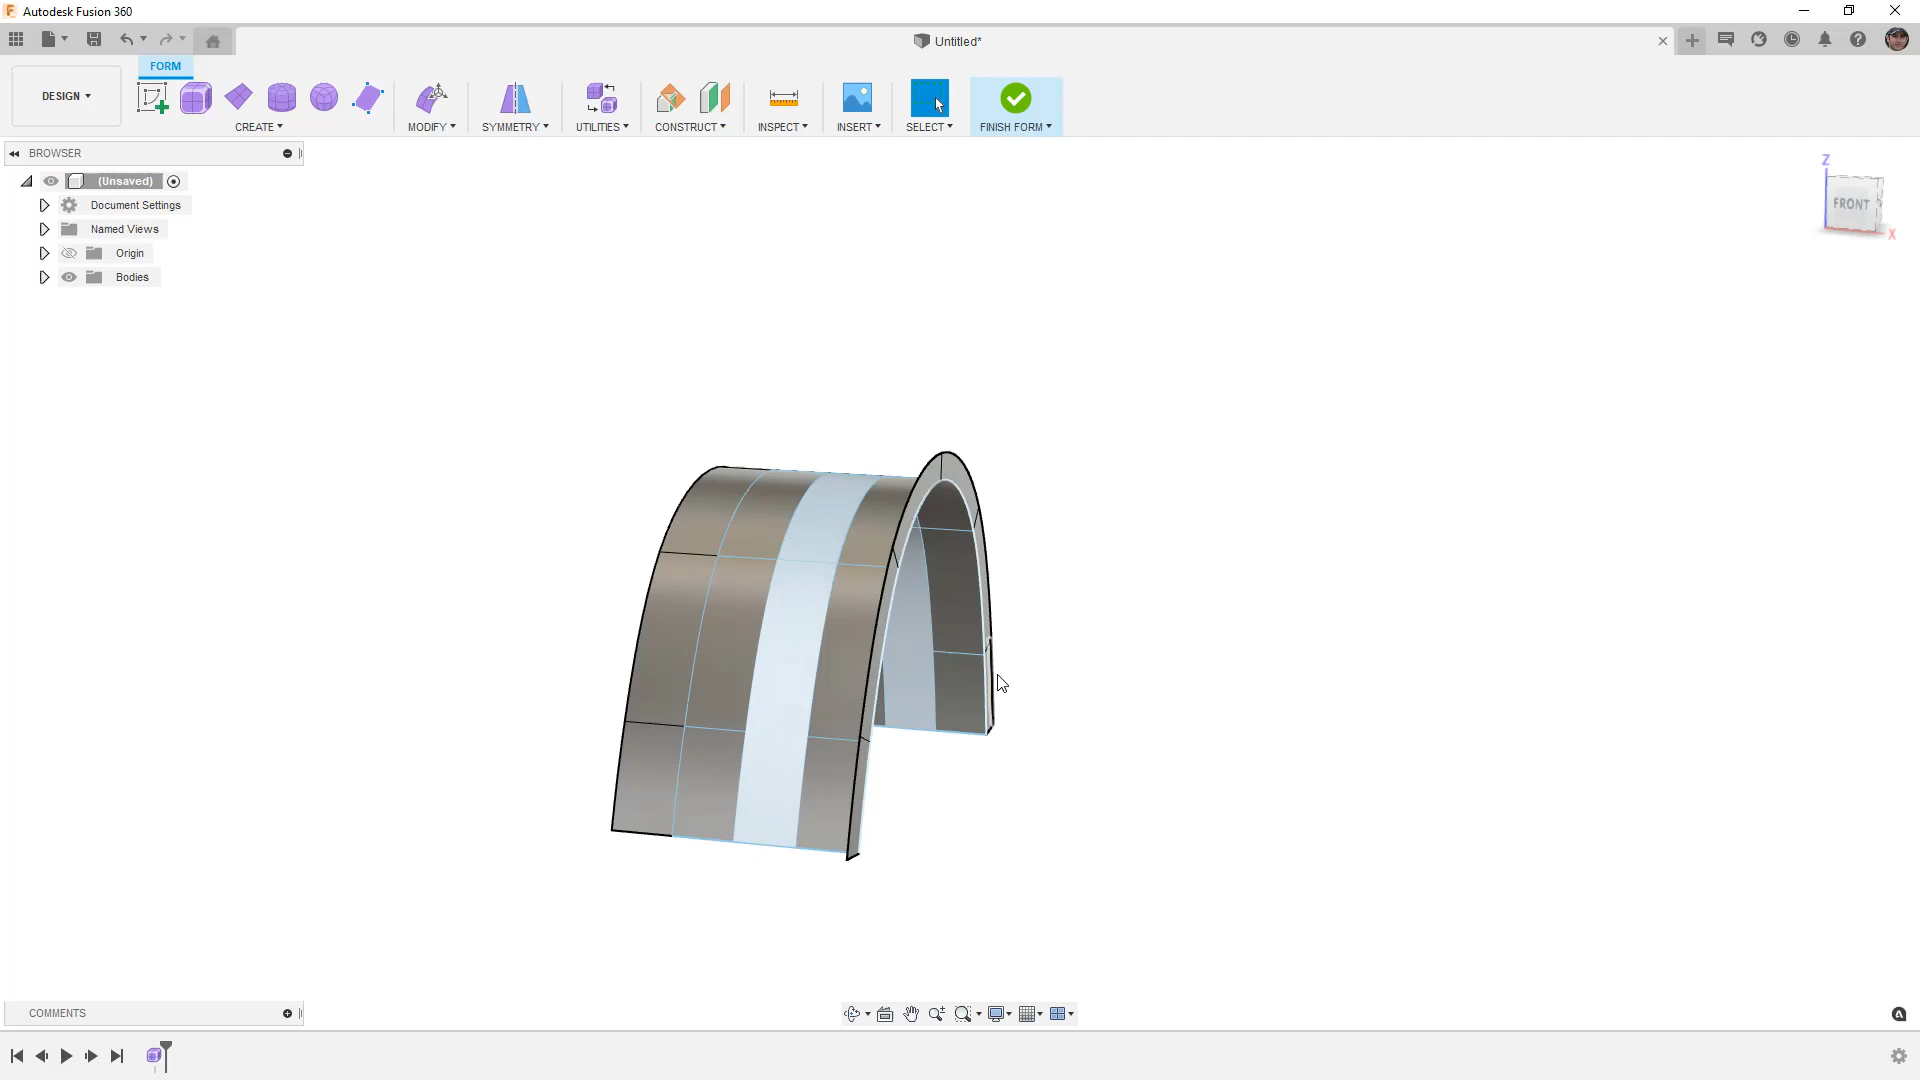 Autodesk Fusion 360
Untitled*
FORM
DESIGN
CREATE
MODIFY
SYMMETRY
UTILITIES
CONSTRUCT
INSPECT
INSERT
SELECT
FINISH FORM
BROWSER
(Unsaved)
Document Settings
Named Views
Origin
Bodies
Z
FRONT
X
COMMENTS